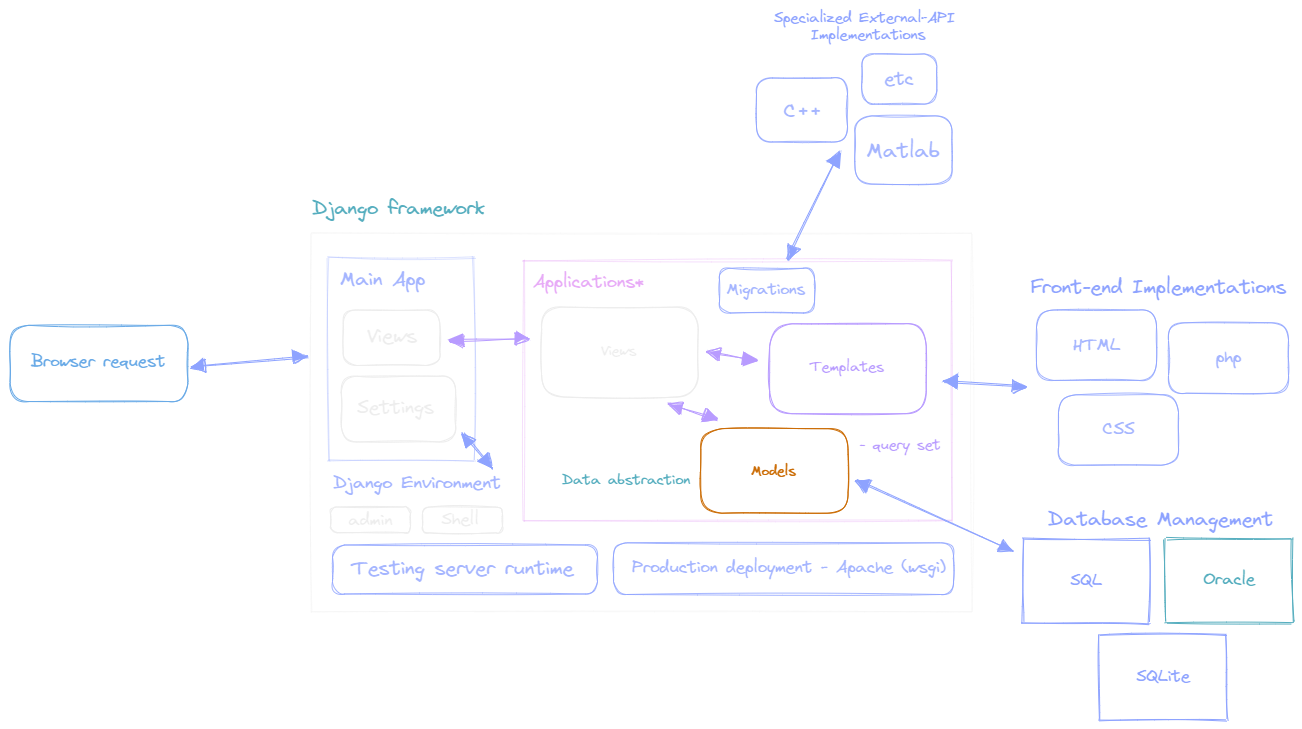 Specialized External-API
Implementations
etc
C++
Matlab
Django framework
Main App
Views
Settings
Applications*
Migrations
Views
Templates
Models
- query set
Data abstraction
Browser request
Django Environment
admin
Shell
Testing server runtime
Production deployment - Apache (wsgi)
Front-end Implementations
HTML
php
CSS
Database Management
SQL
Oracle
SQLite